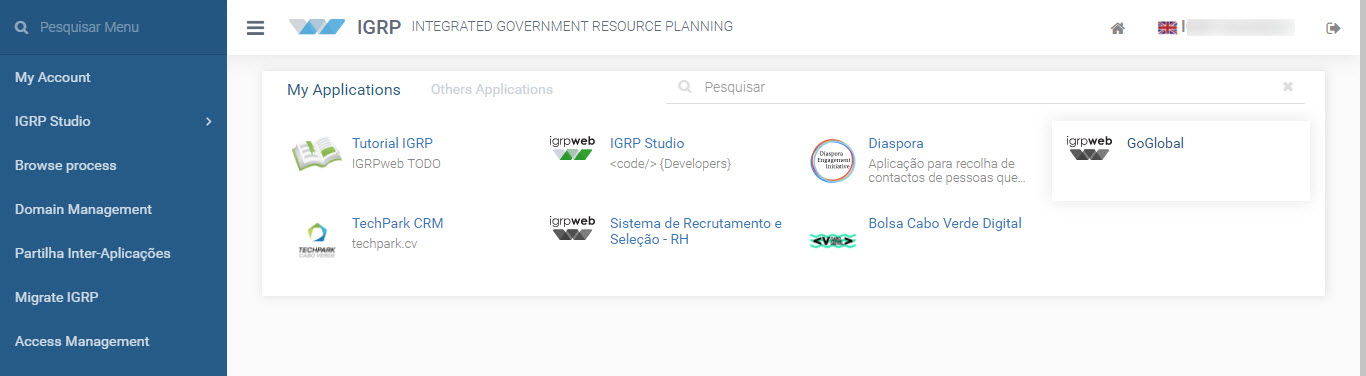 Pesquisar Menu
My Account
IGRP Studio
Browse process
Domain Management
Partilha Inter-Aplicações
Migrate IGRP
Access Management
IGRP INTEGRATED GOVERNMENT RESOURCE PLANNING
My Applications
Others Applications
Pesquisar
Tutorial IGRP
IGRPweb TODO
igrpweb
IGRP Studio
<code/> {Developers}
Diaspora
Engagement
Initiative
Diaspora
Aplicação para recolha de
contactos de pessoas que...
igrpweb
GoGlobal
TECHPARK
CABO VERDE
TechPark CRM
techpark.cv
igrpweb
Sistema de Recrutamento e
Seleção - RH
Bolsa Cabo Verde Digital